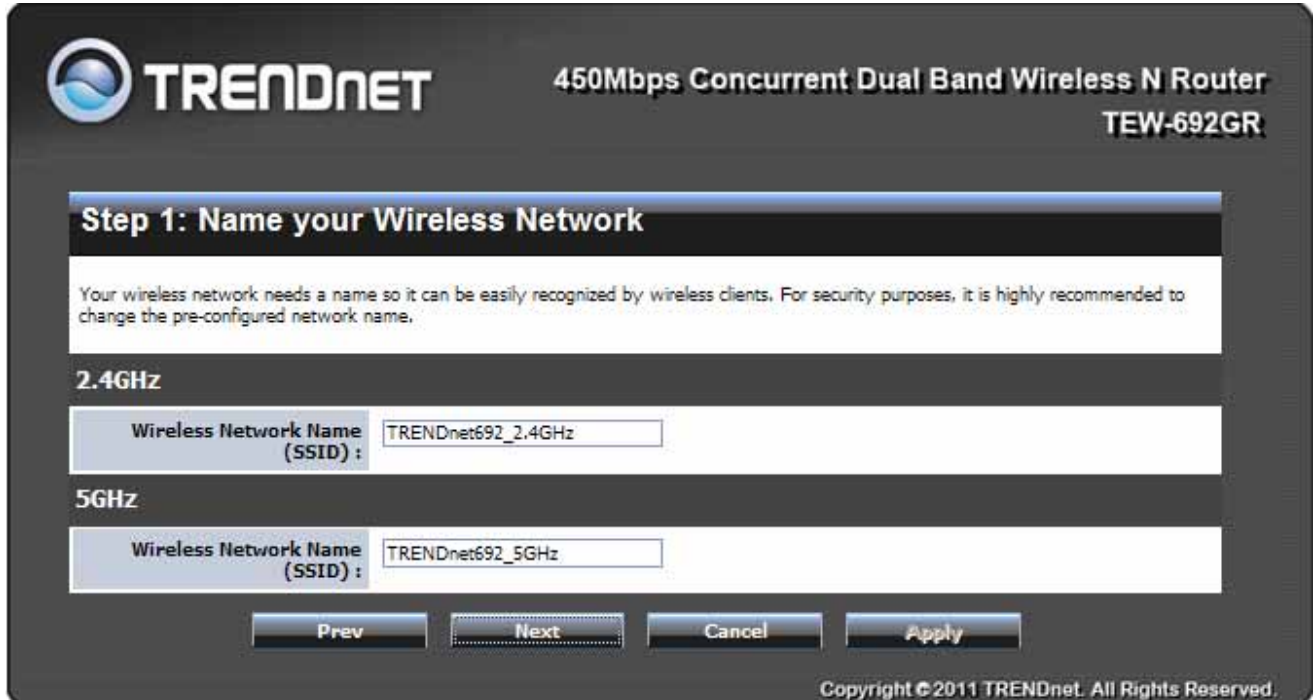 TRENDnET
450Mbps Concurrent Dual Band Wireless N Router
TEW-692GR
Step 1: Name your Wireless Network
Your wireless network needs a name so it can be easily recognized by wireless clients. For security purposes, it is highly recommended to
change the pre-configured network name.
2.4GHz
Wireless Network Name
(SSID) :
TRENDnet692_2.4GHz
5GHz
Wireless Network Name
(SSID) :
TRENDnet692_5GHz
Prev
Next
Cancel
Apply
Copyright © 2011 TRENDnet. All Rights Reserved.